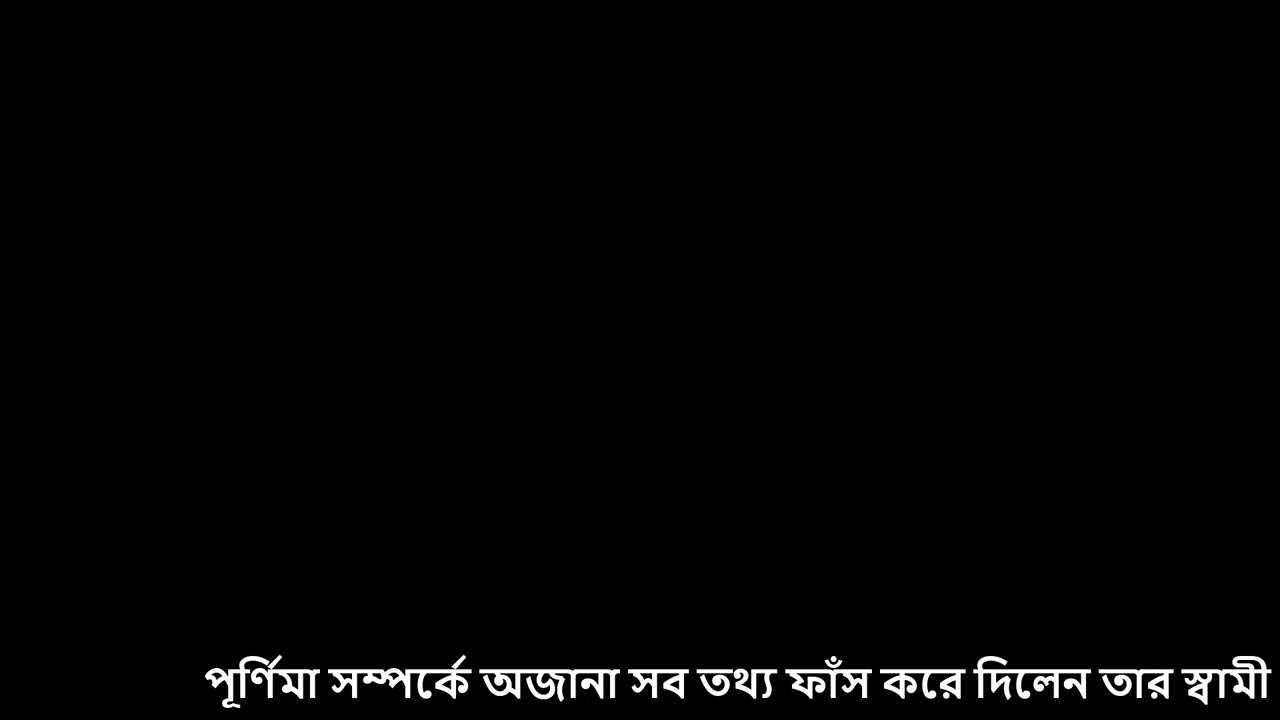 পূর্ণিমা সম্পর্কে অজানা সব তথ্য ফাঁস করে দিলেন তার স্বামী